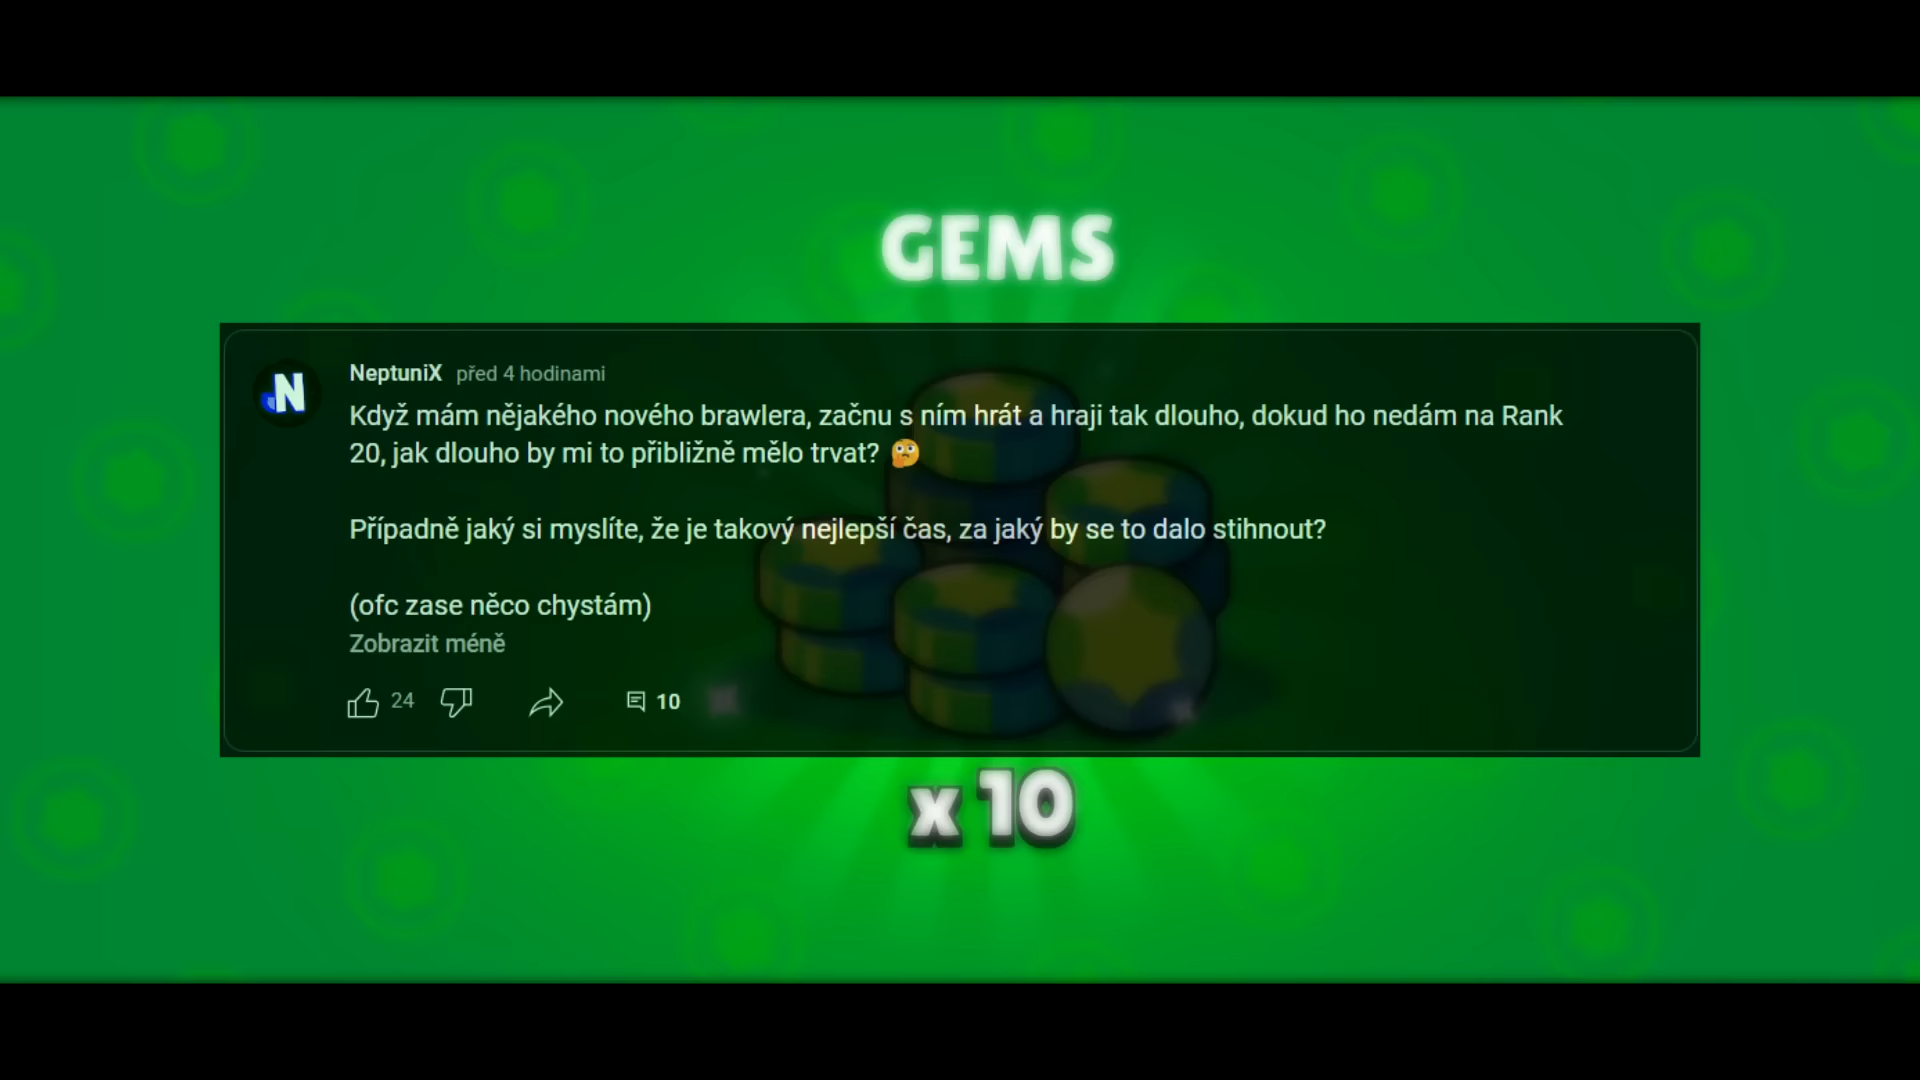 GEMS
N
NeptuniX před 4 hodinami
Když mám nějakého nového brawlera, začnu s ním hrát a hraji tak dlouho, dokud ho nedám na Rank
20, jak dlouho by mi to přibližně mělo trvat? 🤔
Případně jaký si myslíte, že je takový nejlepší čas, za jaký by se to dalo stihnout?
(ofc zase něco chystám)
Zobrazit méně
24 10
x10